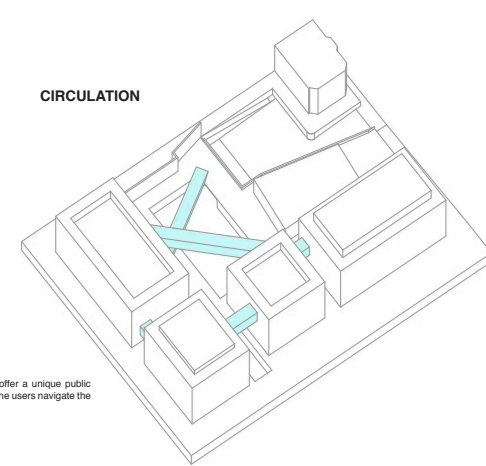 CIRCULATION
offer a unique public
he users navigate the